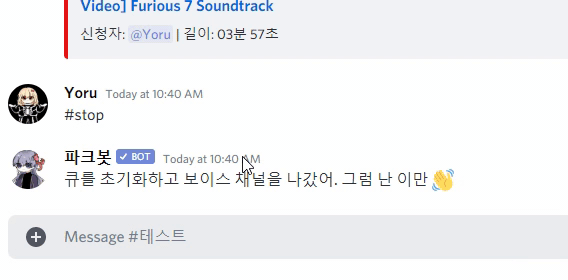 Video] Furious 7 Soundtrack
신청자: @Yoru | 길이: 03분 57초
Yoru Today at 10:40 AM
#stop
파크봇 BOT Today at 10:40 AM
큐를 초기화하고 보이스 채널을 나갔어. 그럼 난 이만 👋
Message #테스트